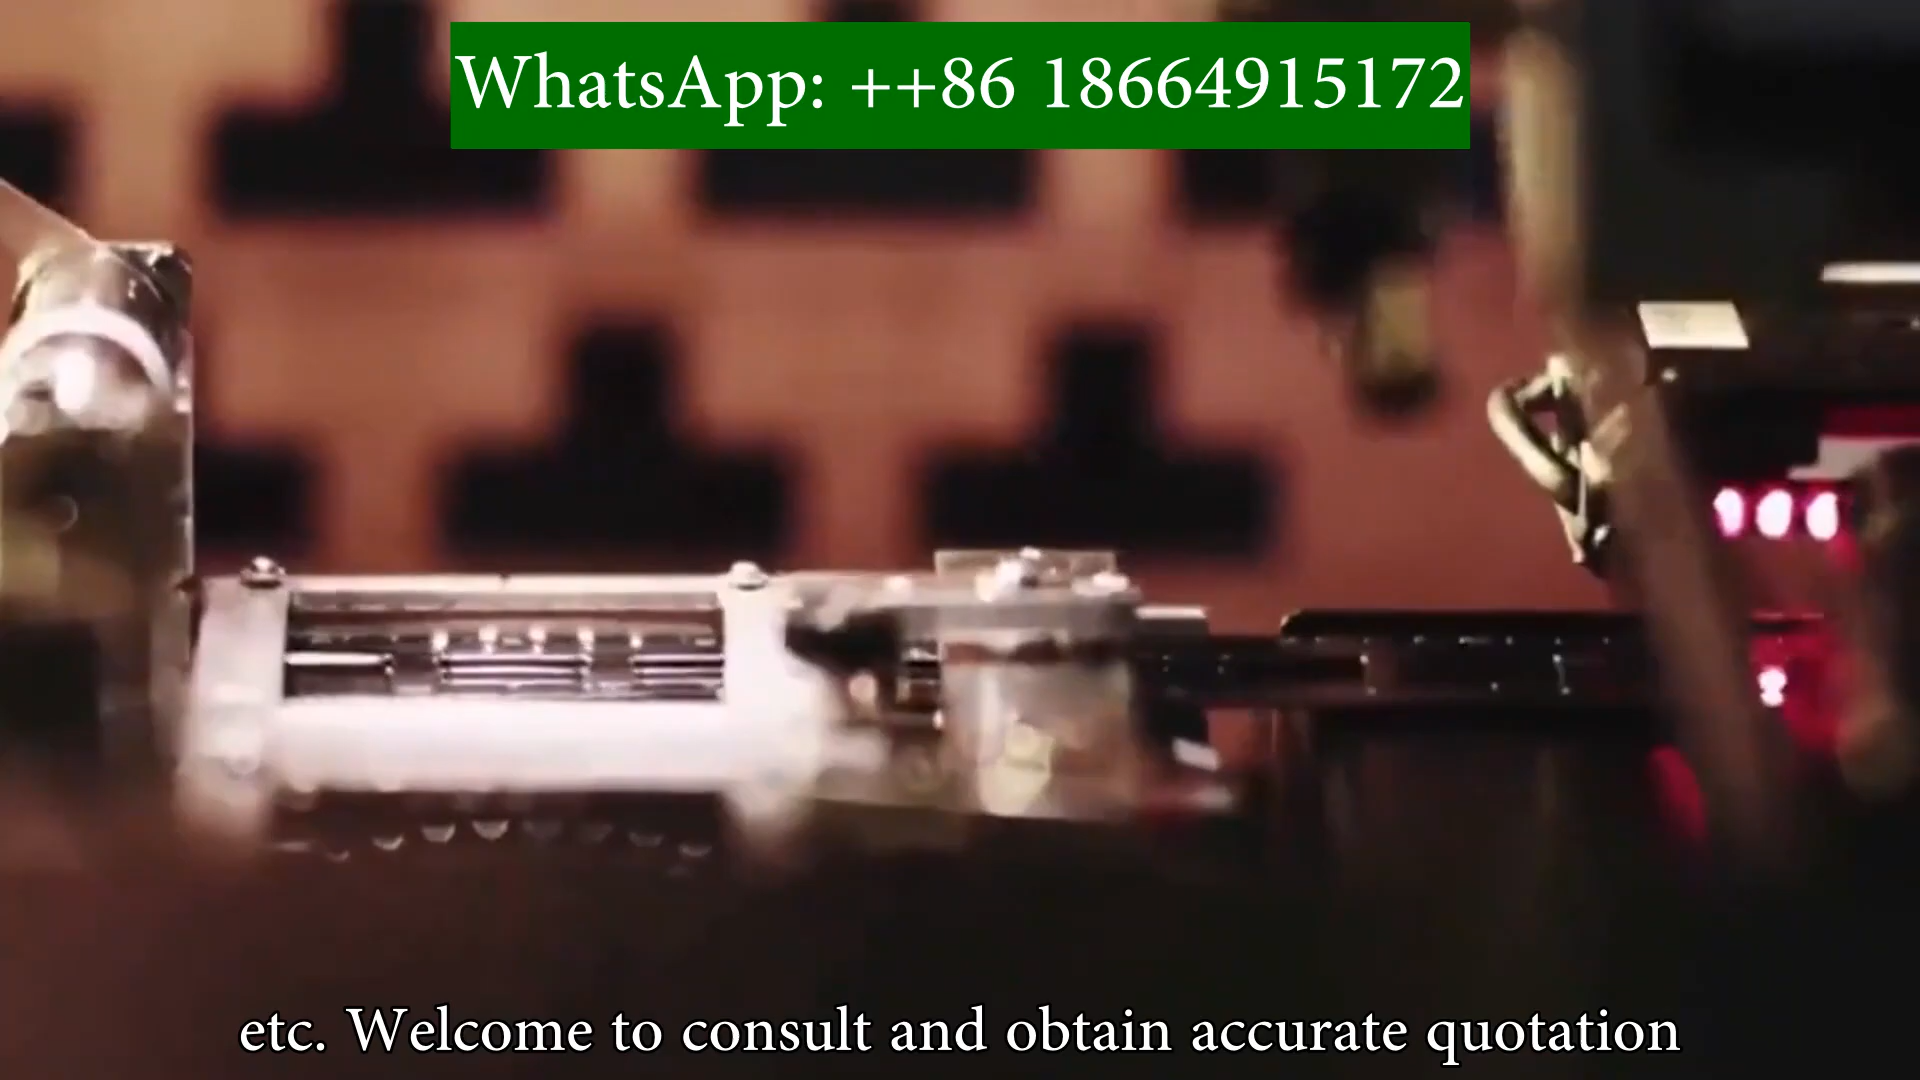 WhatsApp: ++86 18664915172
etc. Welcome to consult and obtain accurate quotation